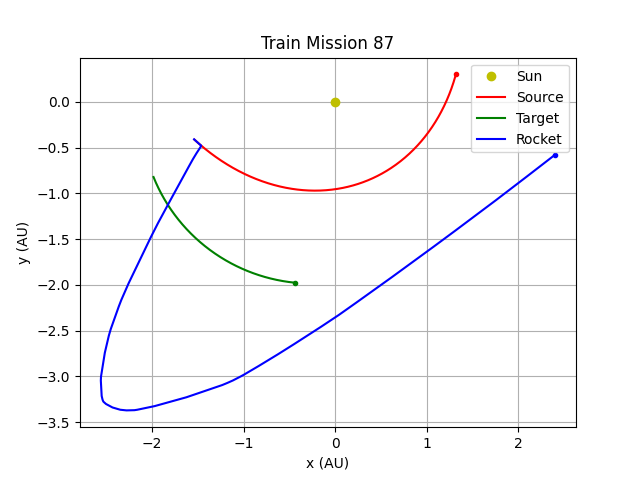 Train Mission 87
Sun
Source
Target
Rocket
0.0
−0.5
−1.0
−1.5
−2.0
−2.5
−3.0
−3.5
y (AU)
−2
−1
0
1
2
x (AU)